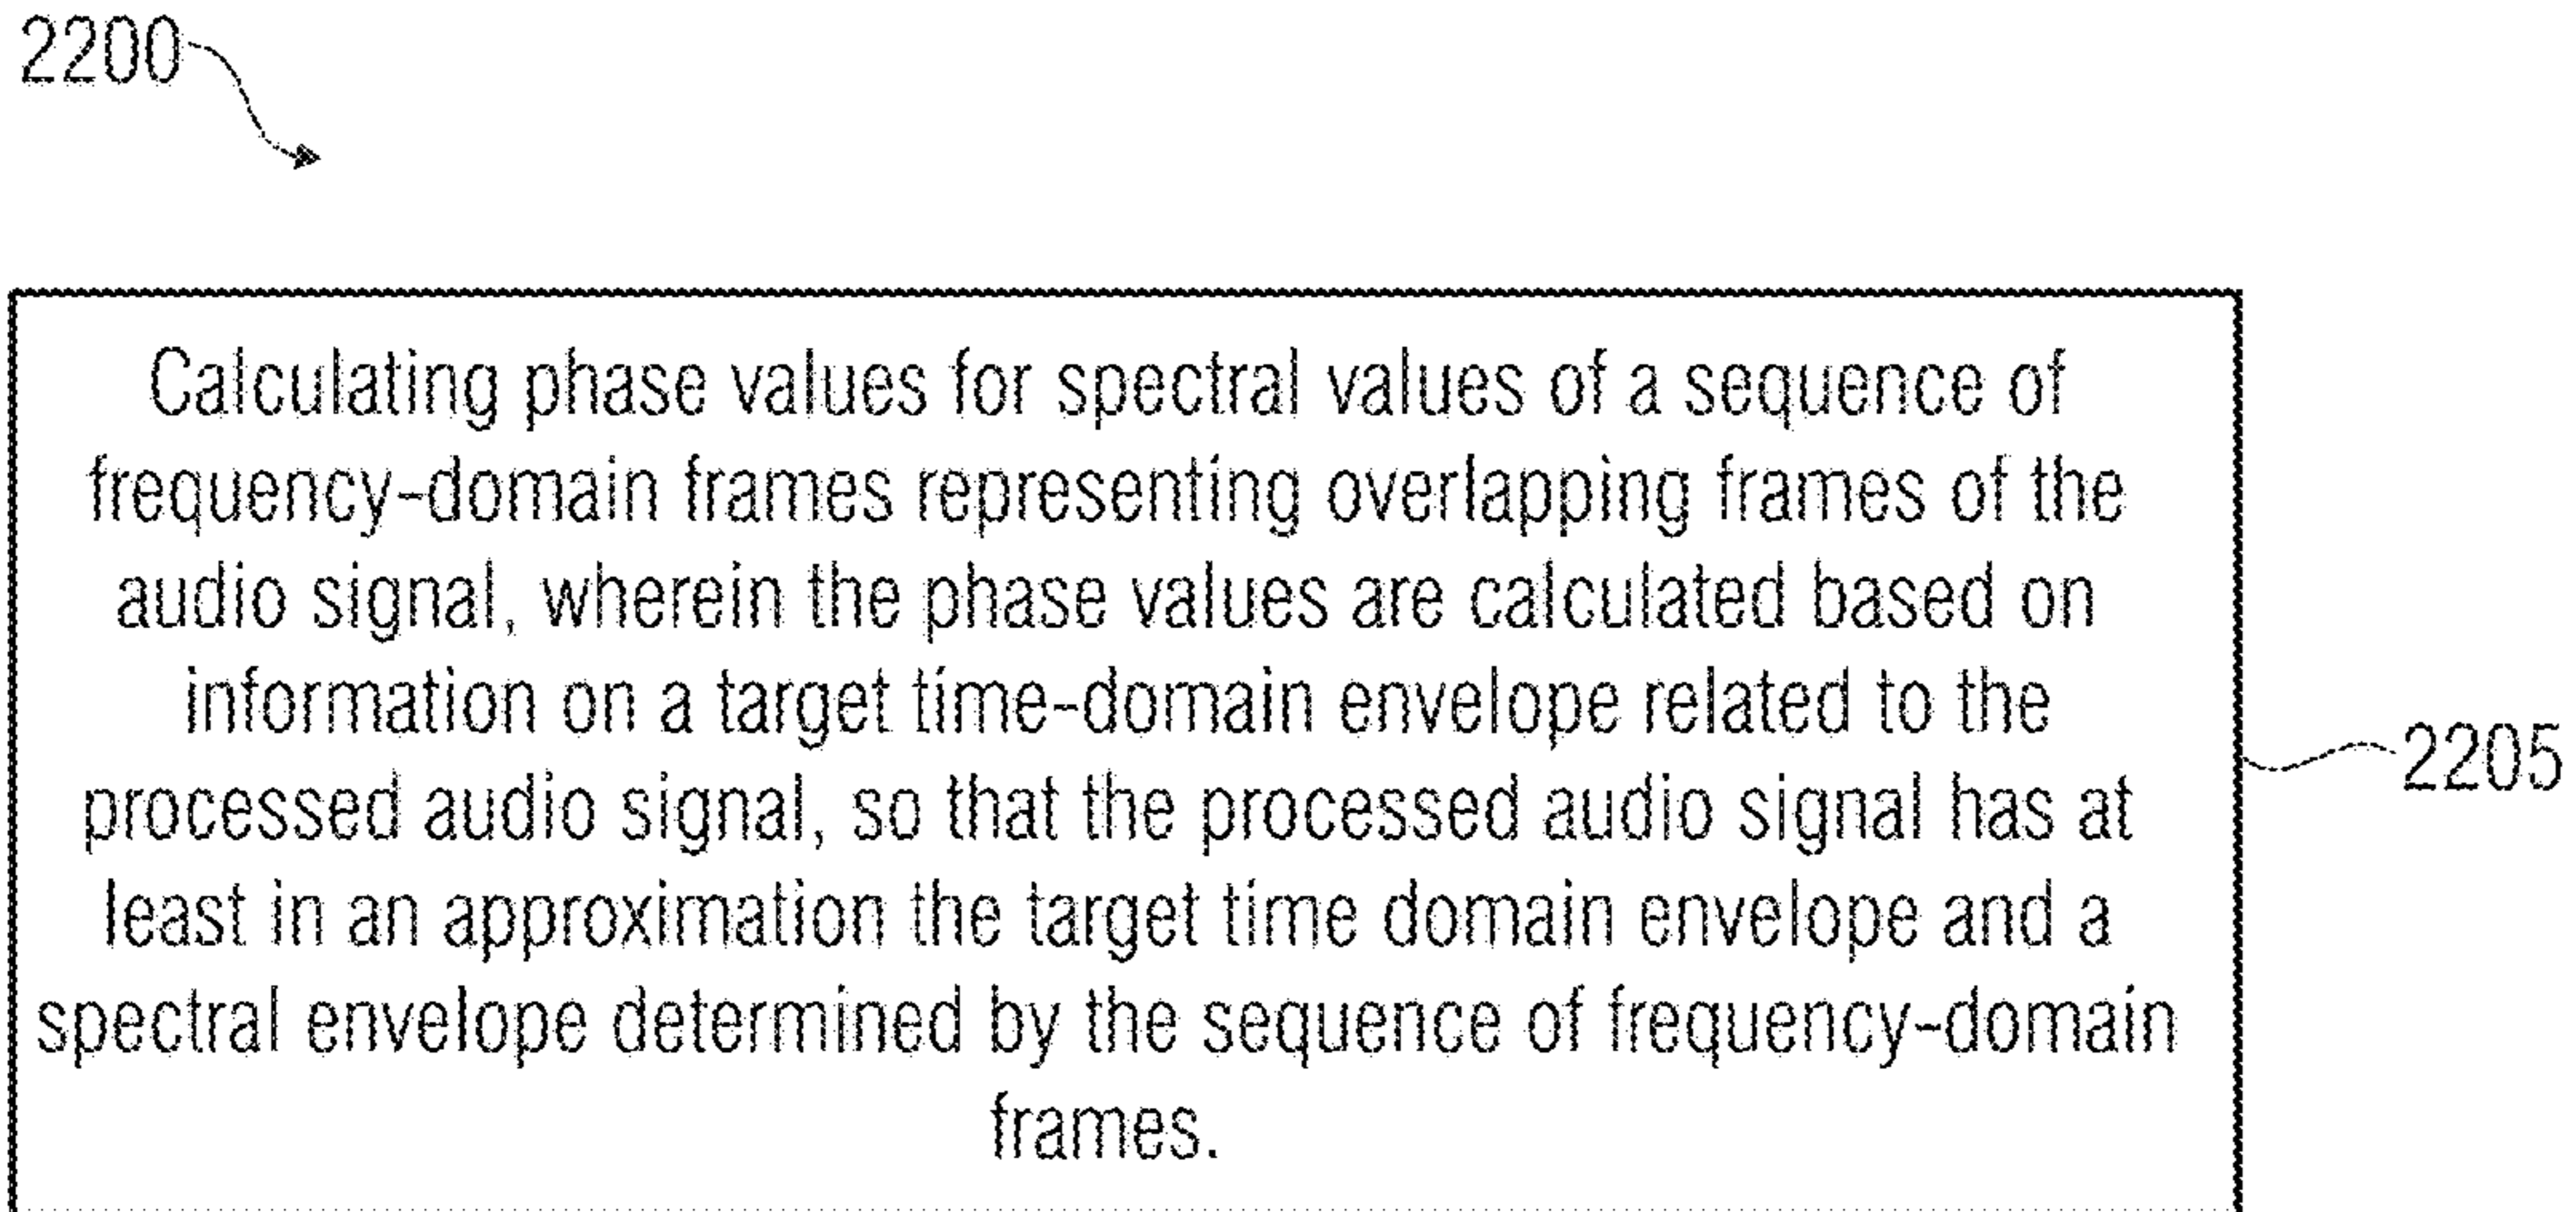 2200
Calculating phase values for spectral values of a sequence of
frequency-domain frames representing overlapping frames of the
audio signal, wherein the phase values are calculated based on
information on a target time-domain envelope related to the
processed audio signal, so that the processed audio signal has at
least in an approximation the target time domain envelope and a
spectral envelope determined by the sequence of frequency-domain
frames.
2205